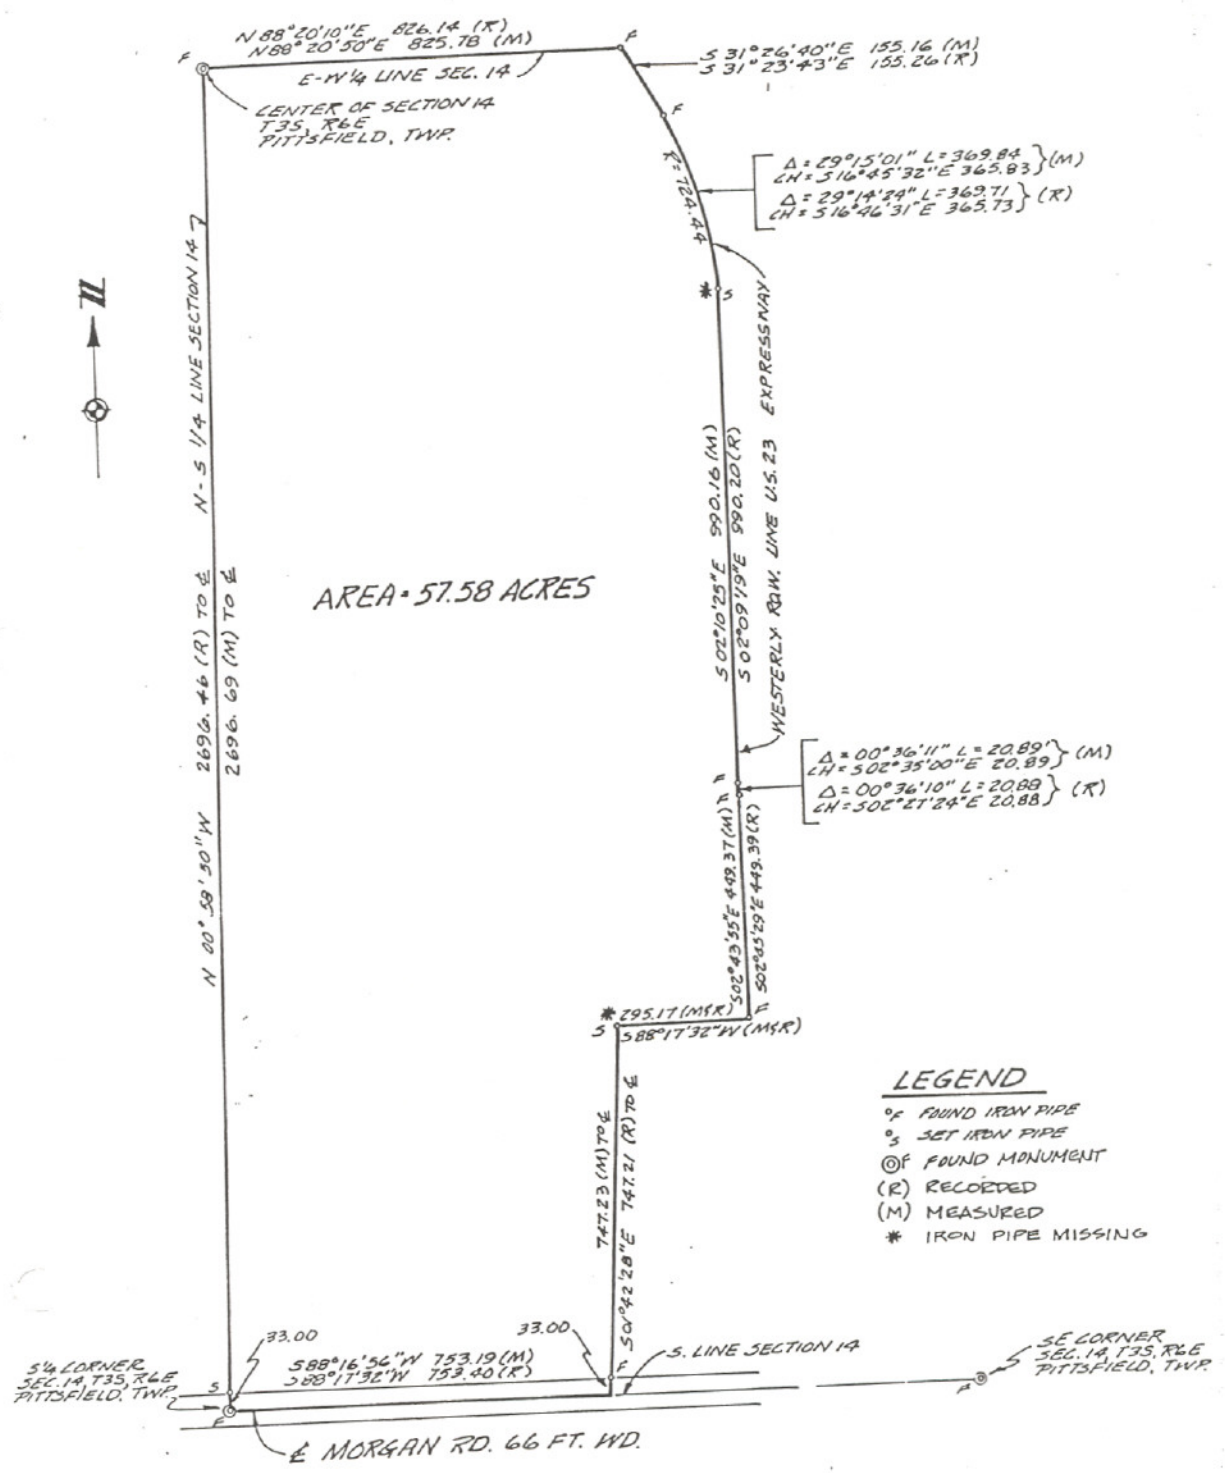 N 88°20'10"E 826.14 (R)
N88°20'50"E 825.78 (M)
F
F
E-W ¼ LINE SEC. 14
S 31°26'40"E 155.16 (M)
S 31°23'43"E 155.26 (R)
CENTER OF SECTION 14
T3S, R6E
PITTSFIELD, TWP.
F
R=724.44
Δ = 29°15'01" L=369.84 } (M)
CH = S16°45'32"E 365.83
Δ = 29°14'24" L=369.71 } (R)
CH = S16°46'31"E 365.73
N
N-S 1/4 LINE SECTION 14
* S
WESTERLY R.O.W. LINE U.S. 23 EXPRESSWAY
S 02°10'25"E 990.16 (M)
S 02°09'19"E 990.20 (R)
AREA = 57.58 ACRES
N 00°58'50"W 2696.46 (R) TO ℄
2696.69 (M) TO ℄
Δ = 00°36'11" L = 20.89' } (M)
CH = S02°35'00"E 20.89
Δ = 00°36'10" L = 20.88 } (R)
CH = S02°27'24"E 20.88
F
F
S02°43'55"E 449.37 (M)
S02°45'29"E 449.39 (R)
* 295.17 (M&R) F
S S88°17'32"W (M&R)
747.23 (M) TO ℄
S01°42'28"E 747.21 (R) TO ℄
LEGEND
°F FOUND IRON PIPE
°S SET IRON PIPE
◎F FOUND MONUMENT
(R) RECORDED
(M) MEASURED
* IRON PIPE MISSING
33.00
33.00
S88°16'56"W 753.19 (M)
S88°17'32"W 753.40 (R)
S
F
S. LINE SECTION 14
S¼ CORNER
SEC. 14, T3S, R6E
PITTSFIELD, TWP.
F
SE CORNER
SEC. 14, T3S, R6E
PITTSFIELD, TWP.
F
℄ MORGAN RD. 66 FT. WD.